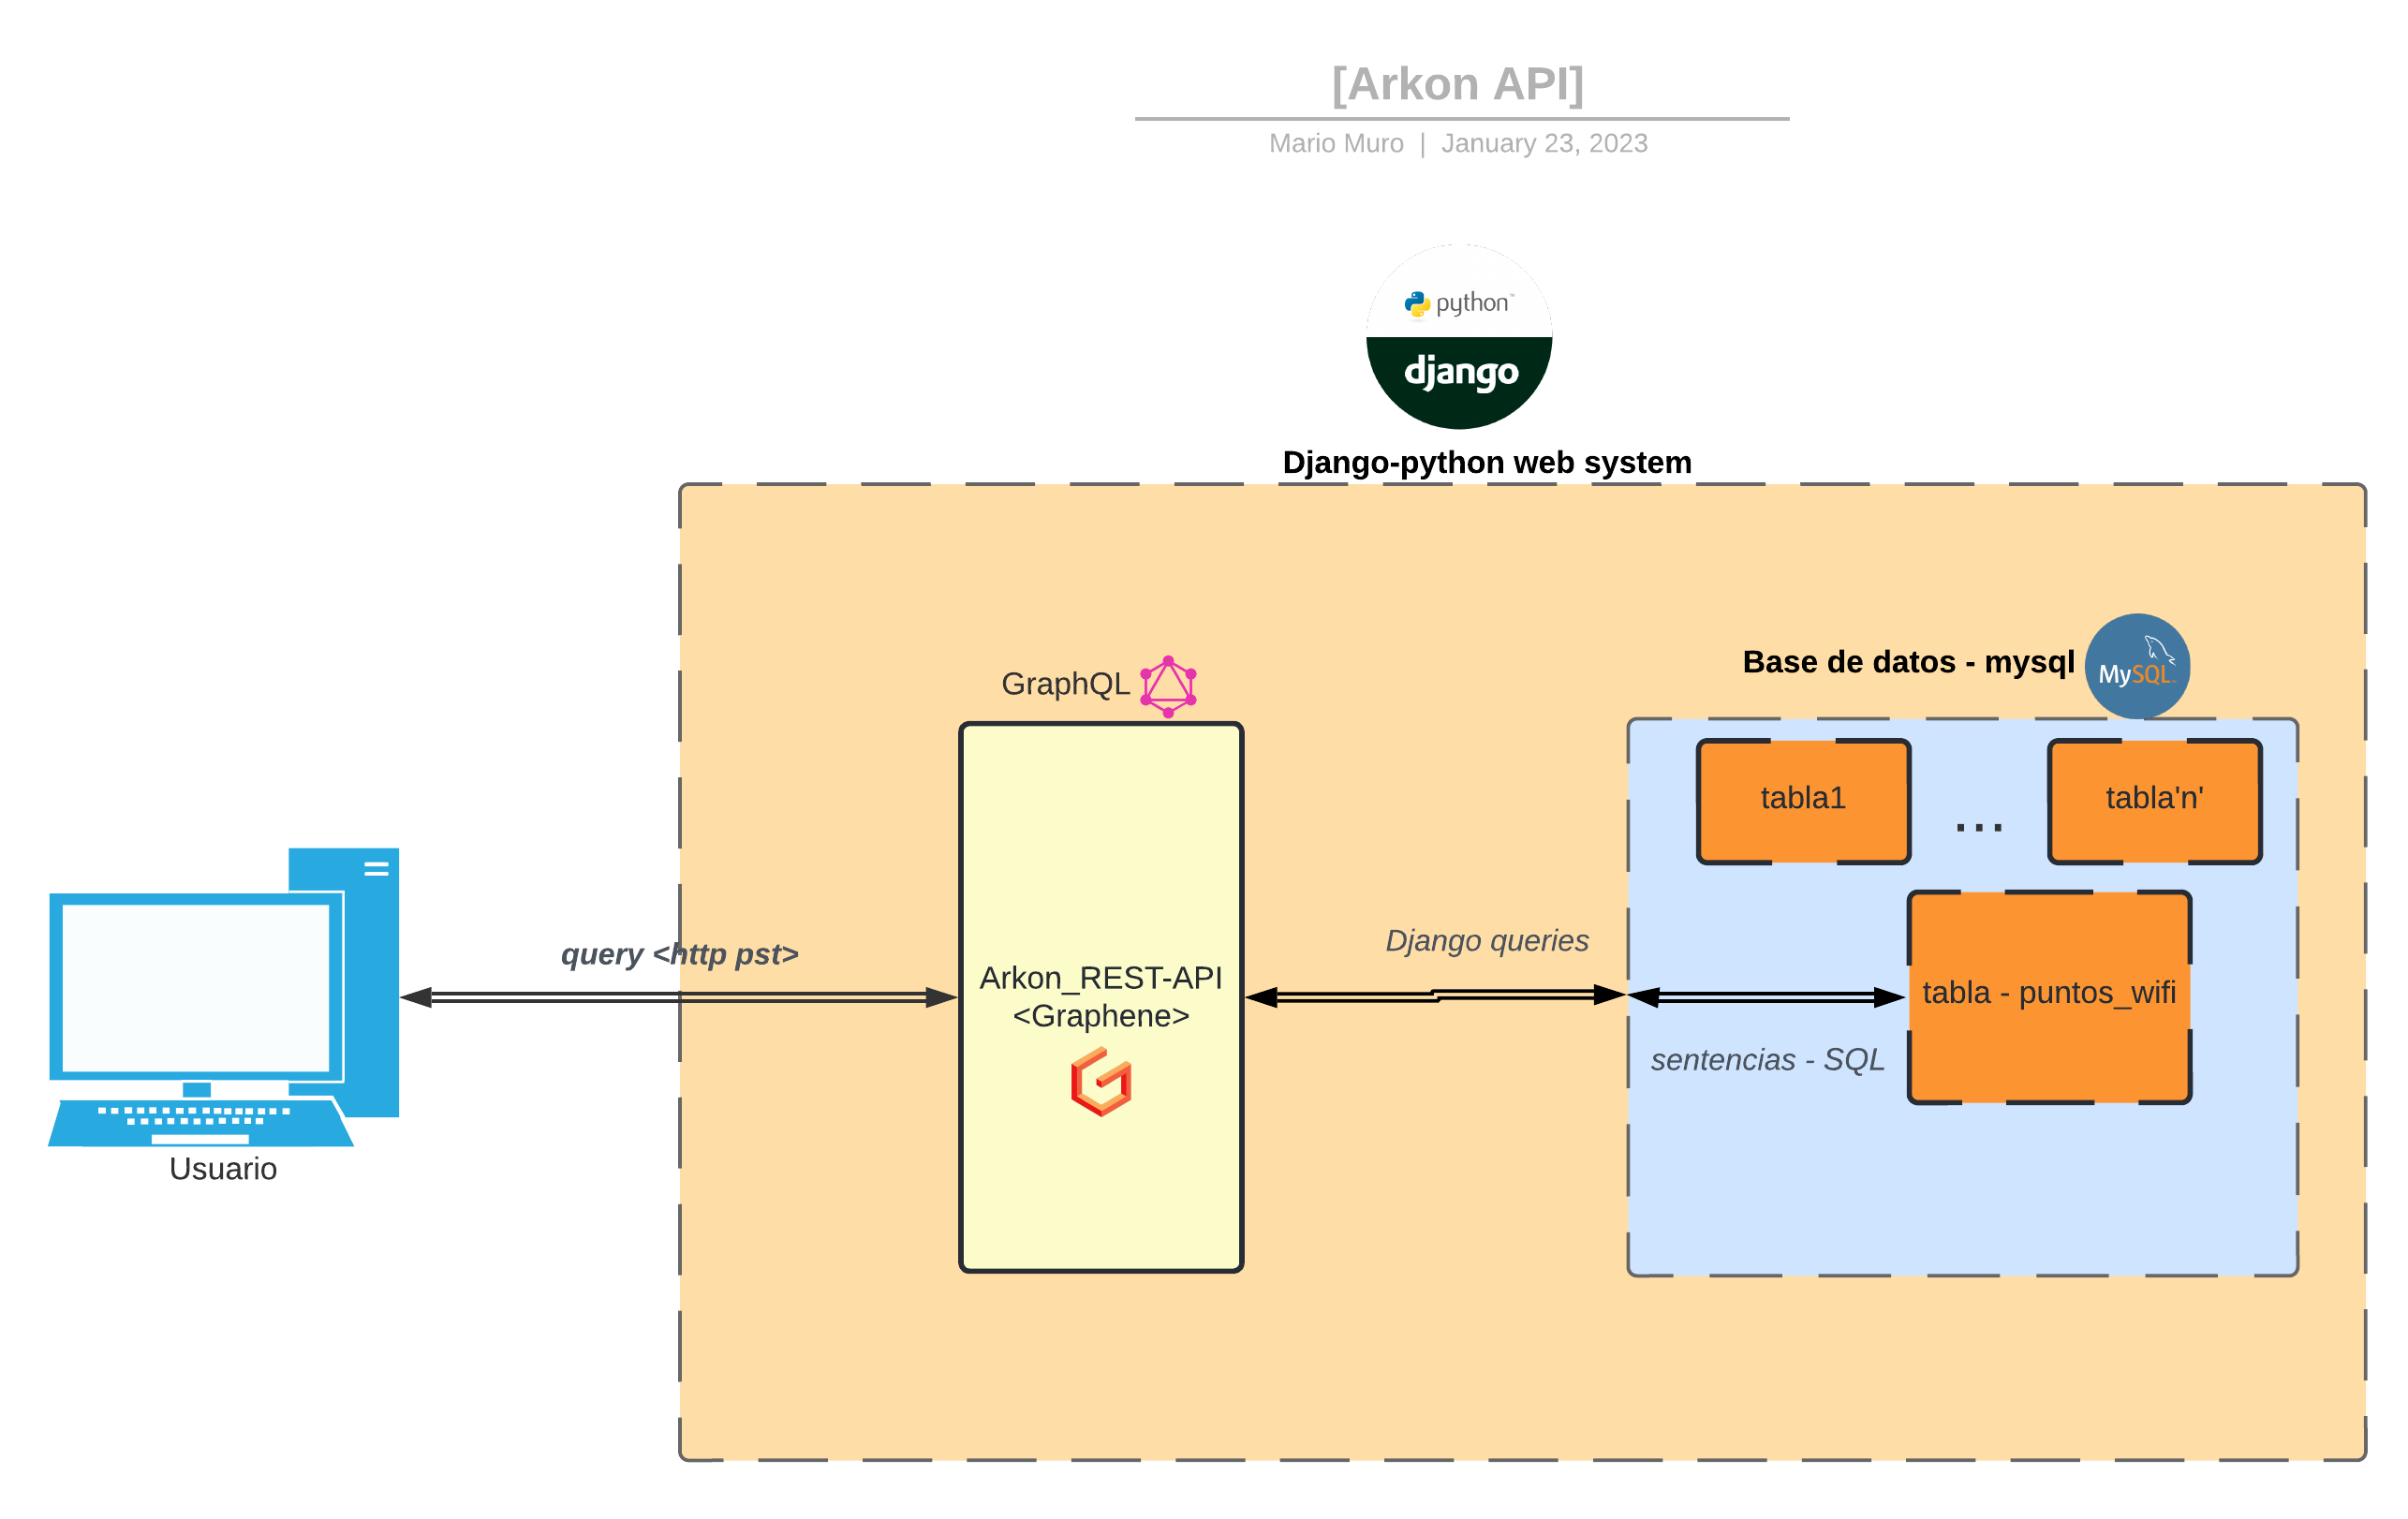 [Arkon API]
Mario Muro | January 23, 2023
python
django
Django-python web system
GraphQL
Base de datos - mysql
MySQL
tabla1
...
tabla'n'
query <http pst>
Arkon_REST-API
<Graphene>
Django queries
tabla - puntos_wifi
sentencias - SQL
Usuario